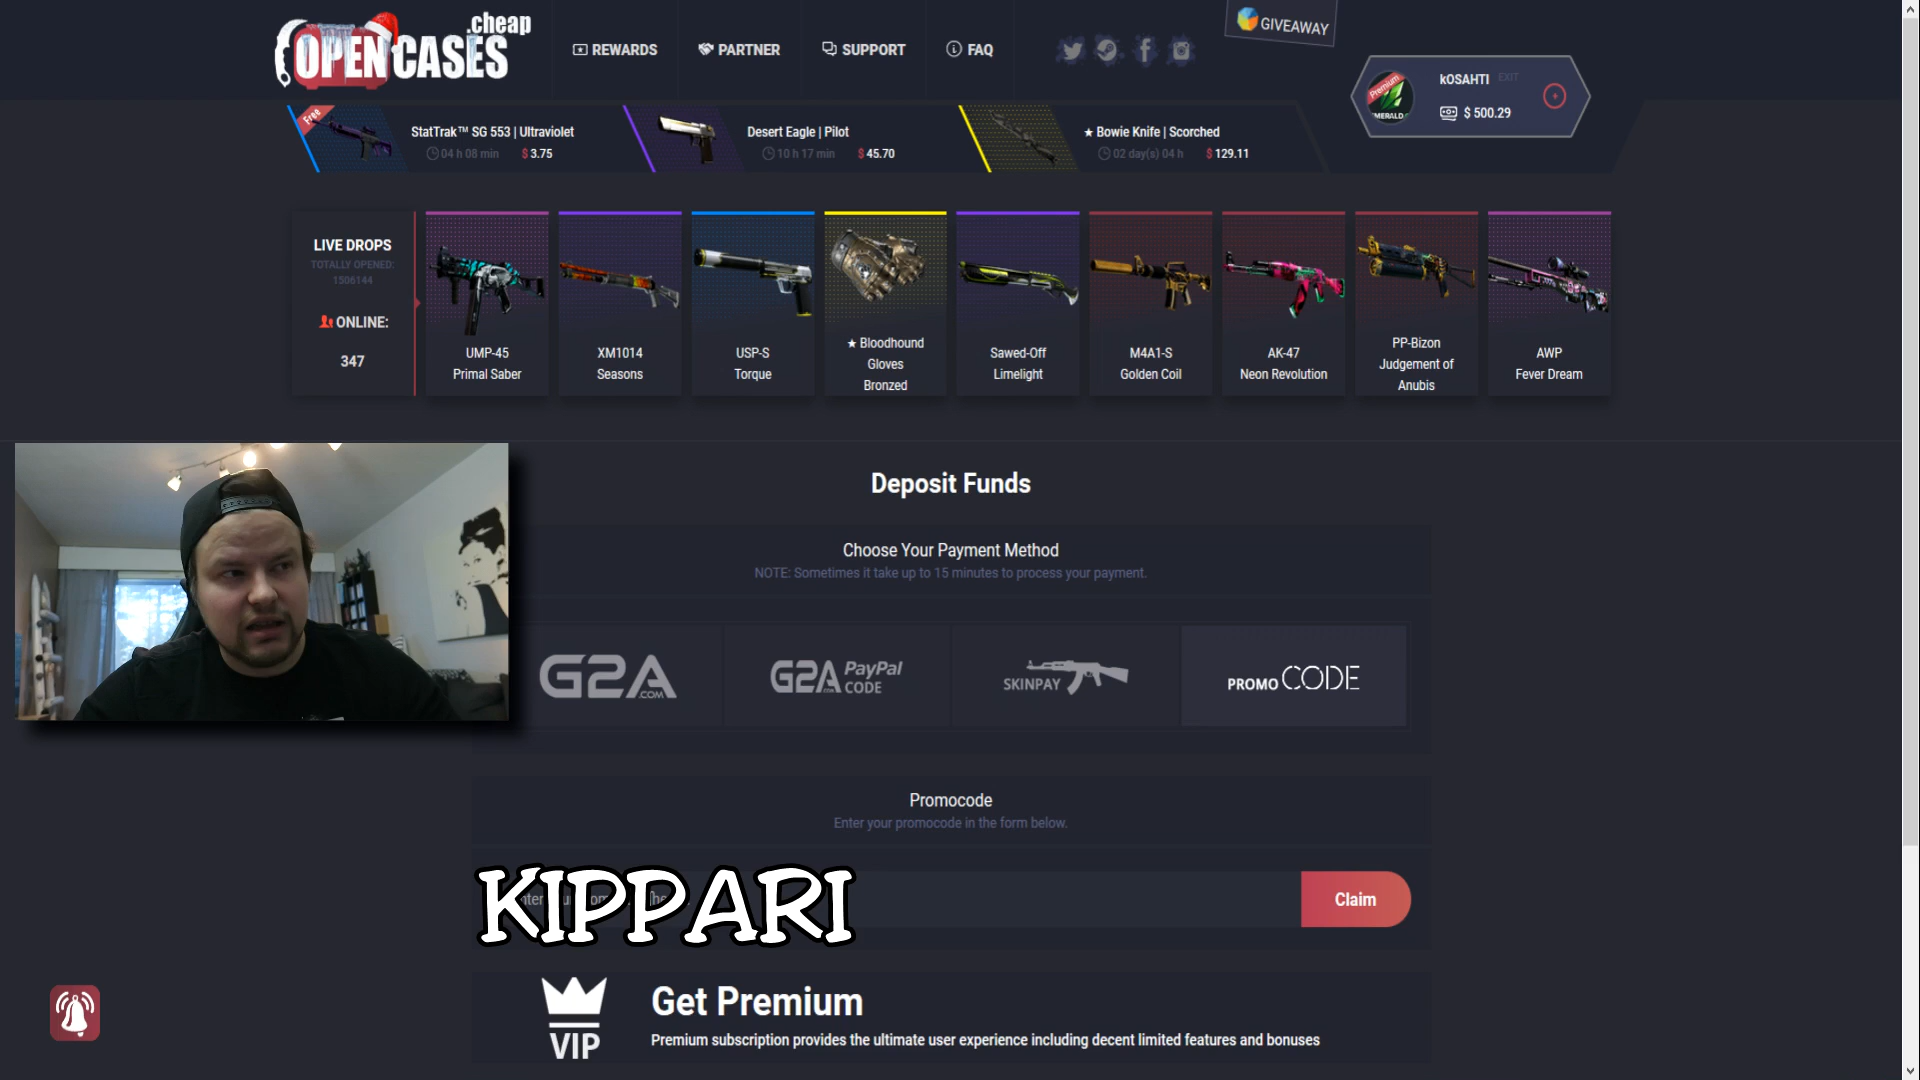 .cheap
OPEN CASES
REWARDS
PARTNER
SUPPORT
FAQ
GIVEAWAY
Premium
EMERALD
kOSAHTI EXIT
$ 500.29
Free
StatTrak™ SG 553 | Ultraviolet
04 h 08 min $ 3.75
Desert Eagle | Pilot
10 h 17 min $ 45.70
★ Bowie Knife | Scorched
02 day(s) 04 h $ 129.11
LIVE DROPS
TOTALLY OPENED:
1506144
ONLINE:
347
UMP-45
Primal Saber
XM1014
Seasons
USP-S
Torque
★ Bloodhound
Gloves
Bronzed
Sawed-Off
Limelight
M4A1-S
Golden Coil
AK-47
Neon Revolution
PP-Bizon
Judgement of
Anubis
AWP
Fever Dream
Deposit Funds
Choose Your Payment Method
NOTE: Sometimes it take up to 15 minutes to process your payment.
G2A .COM
G2A PayPal
CODE
SKINPAY
PROMO CODE
Promocode
Enter your promocode in the form below.
KIPPARI
Claim
VIP
Get Premium
Premium subscription provides the ultimate user experience including decent limited features and bonuses